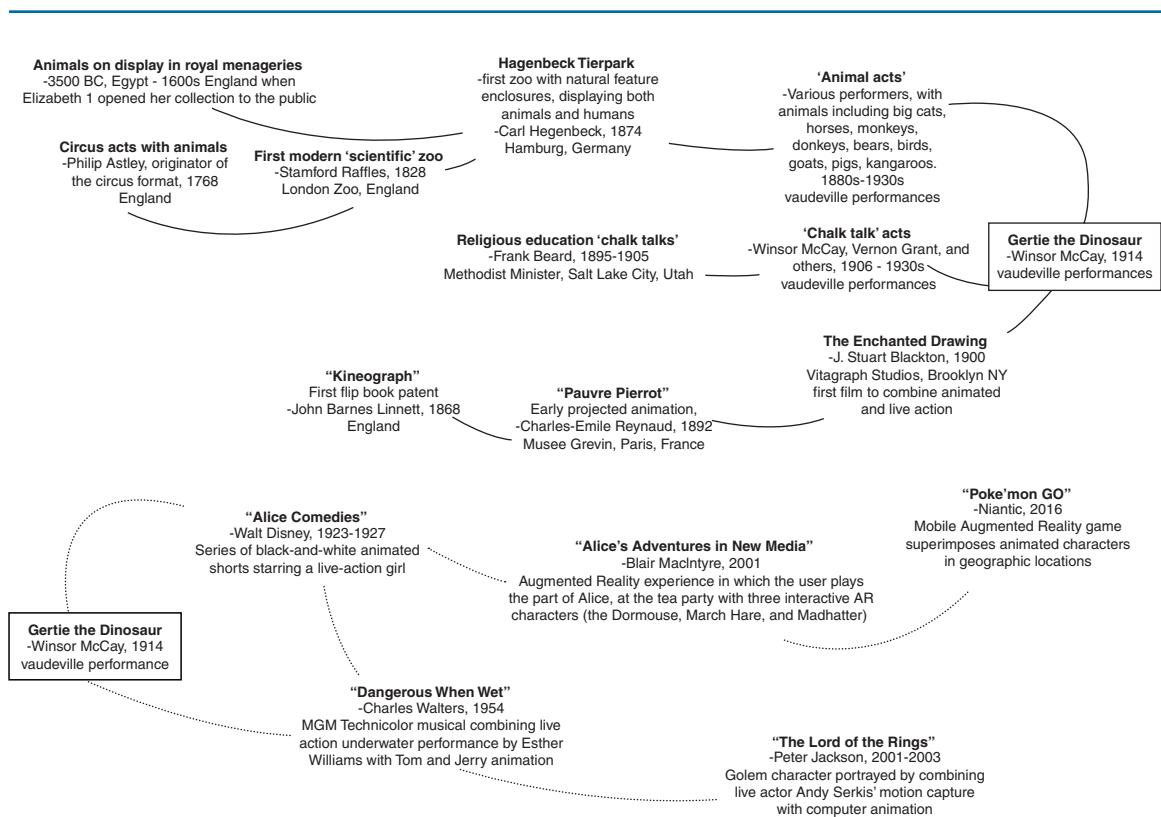 Animals on display in royal menageries
-3500 BC, Egypt - 1600s England when
Elizabeth 1 opened her collection to the public
Circus acts with animals
-Philip Astley, originator of
the circus format, 1768
England
First modern ‘scientific’ zoo
-Stamford Raffles, 1828
London Zoo, England
Hagenbeck Tierpark
-first zoo with natural feature
enclosures, displaying both
animals and humans
-Carl Hegenbeck, 1874
Hamburg, Germany
‘Animal acts’
-Various performers, with
animals including big cats,
horses, monkeys,
donkeys, bears, birds,
goats, pigs, kangaroos.
1880s-1930s
vaudeville performances
Religious education ‘chalk talks’
-Frank Beard, 1895-1905
Methodist Minister, Salt Lake City, Utah
‘Chalk talk’ acts
-Winsor McCay, Vernon Grant, and
others, 1906 - 1930s
vaudeville performances
Gertie the Dinosaur
-Winsor McCay, 1914
vaudeville performances
The Enchanted Drawing
-J. Stuart Blackton, 1900
Vitagraph Studios, Brooklyn NY
first film to combine animated
and live action
“Kineograph”
First flip book patent
-John Barnes Linnett, 1868
England
“Pauvre Pierrot”
Early projected animation,
-Charles-Emile Reynaud, 1892
Musee Grevin, Paris, France
“Alice Comedies”
-Walt Disney, 1923-1927
Series of black-and-white animated
shorts starring a live-action girl
“Alice’s Adventures in New Media”
-Blair MacIntyre, 2001
Augmented Reality experience in which the user plays
the part of Alice, at the tea party with three interactive AR
characters (the Dormouse, March Hare, and Madhatter)
“Poke’mon GO”
-Niantic, 2016
Mobile Augmented Reality game
superimposes animated characters
in geographic locations
Gertie the Dinosaur
-Winsor McCay, 1914
vaudeville performance
“Dangerous When Wet”
-Charles Walters, 1954
MGM Technicolor musical combining live
action underwater performance by Esther
Williams with Tom and Jerry animation
“The Lord of the Rings”
-Peter Jackson, 2001-2003
Golem character portrayed by combining
live actor Andy Serkis’ motion capture
with computer animation